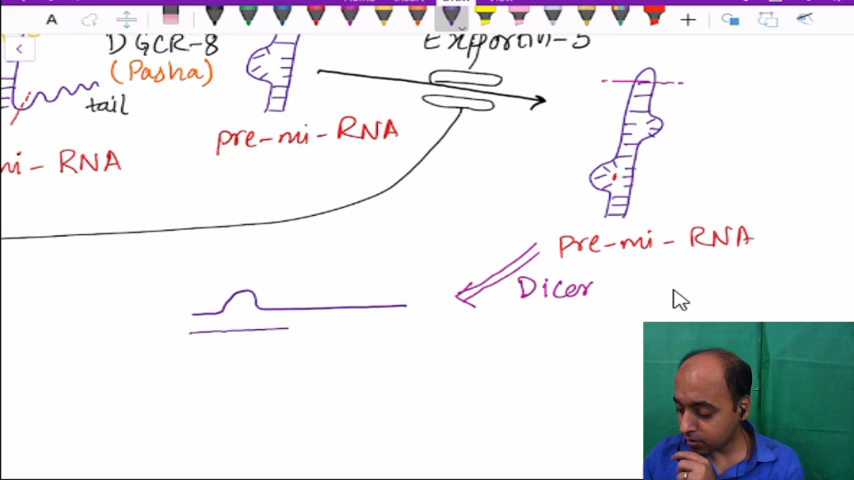 DGCR-8
Exportin-5
(Pasha)
tail
pre-mi-RNA
mi-RNA
pre-mi-RNA
Dicer